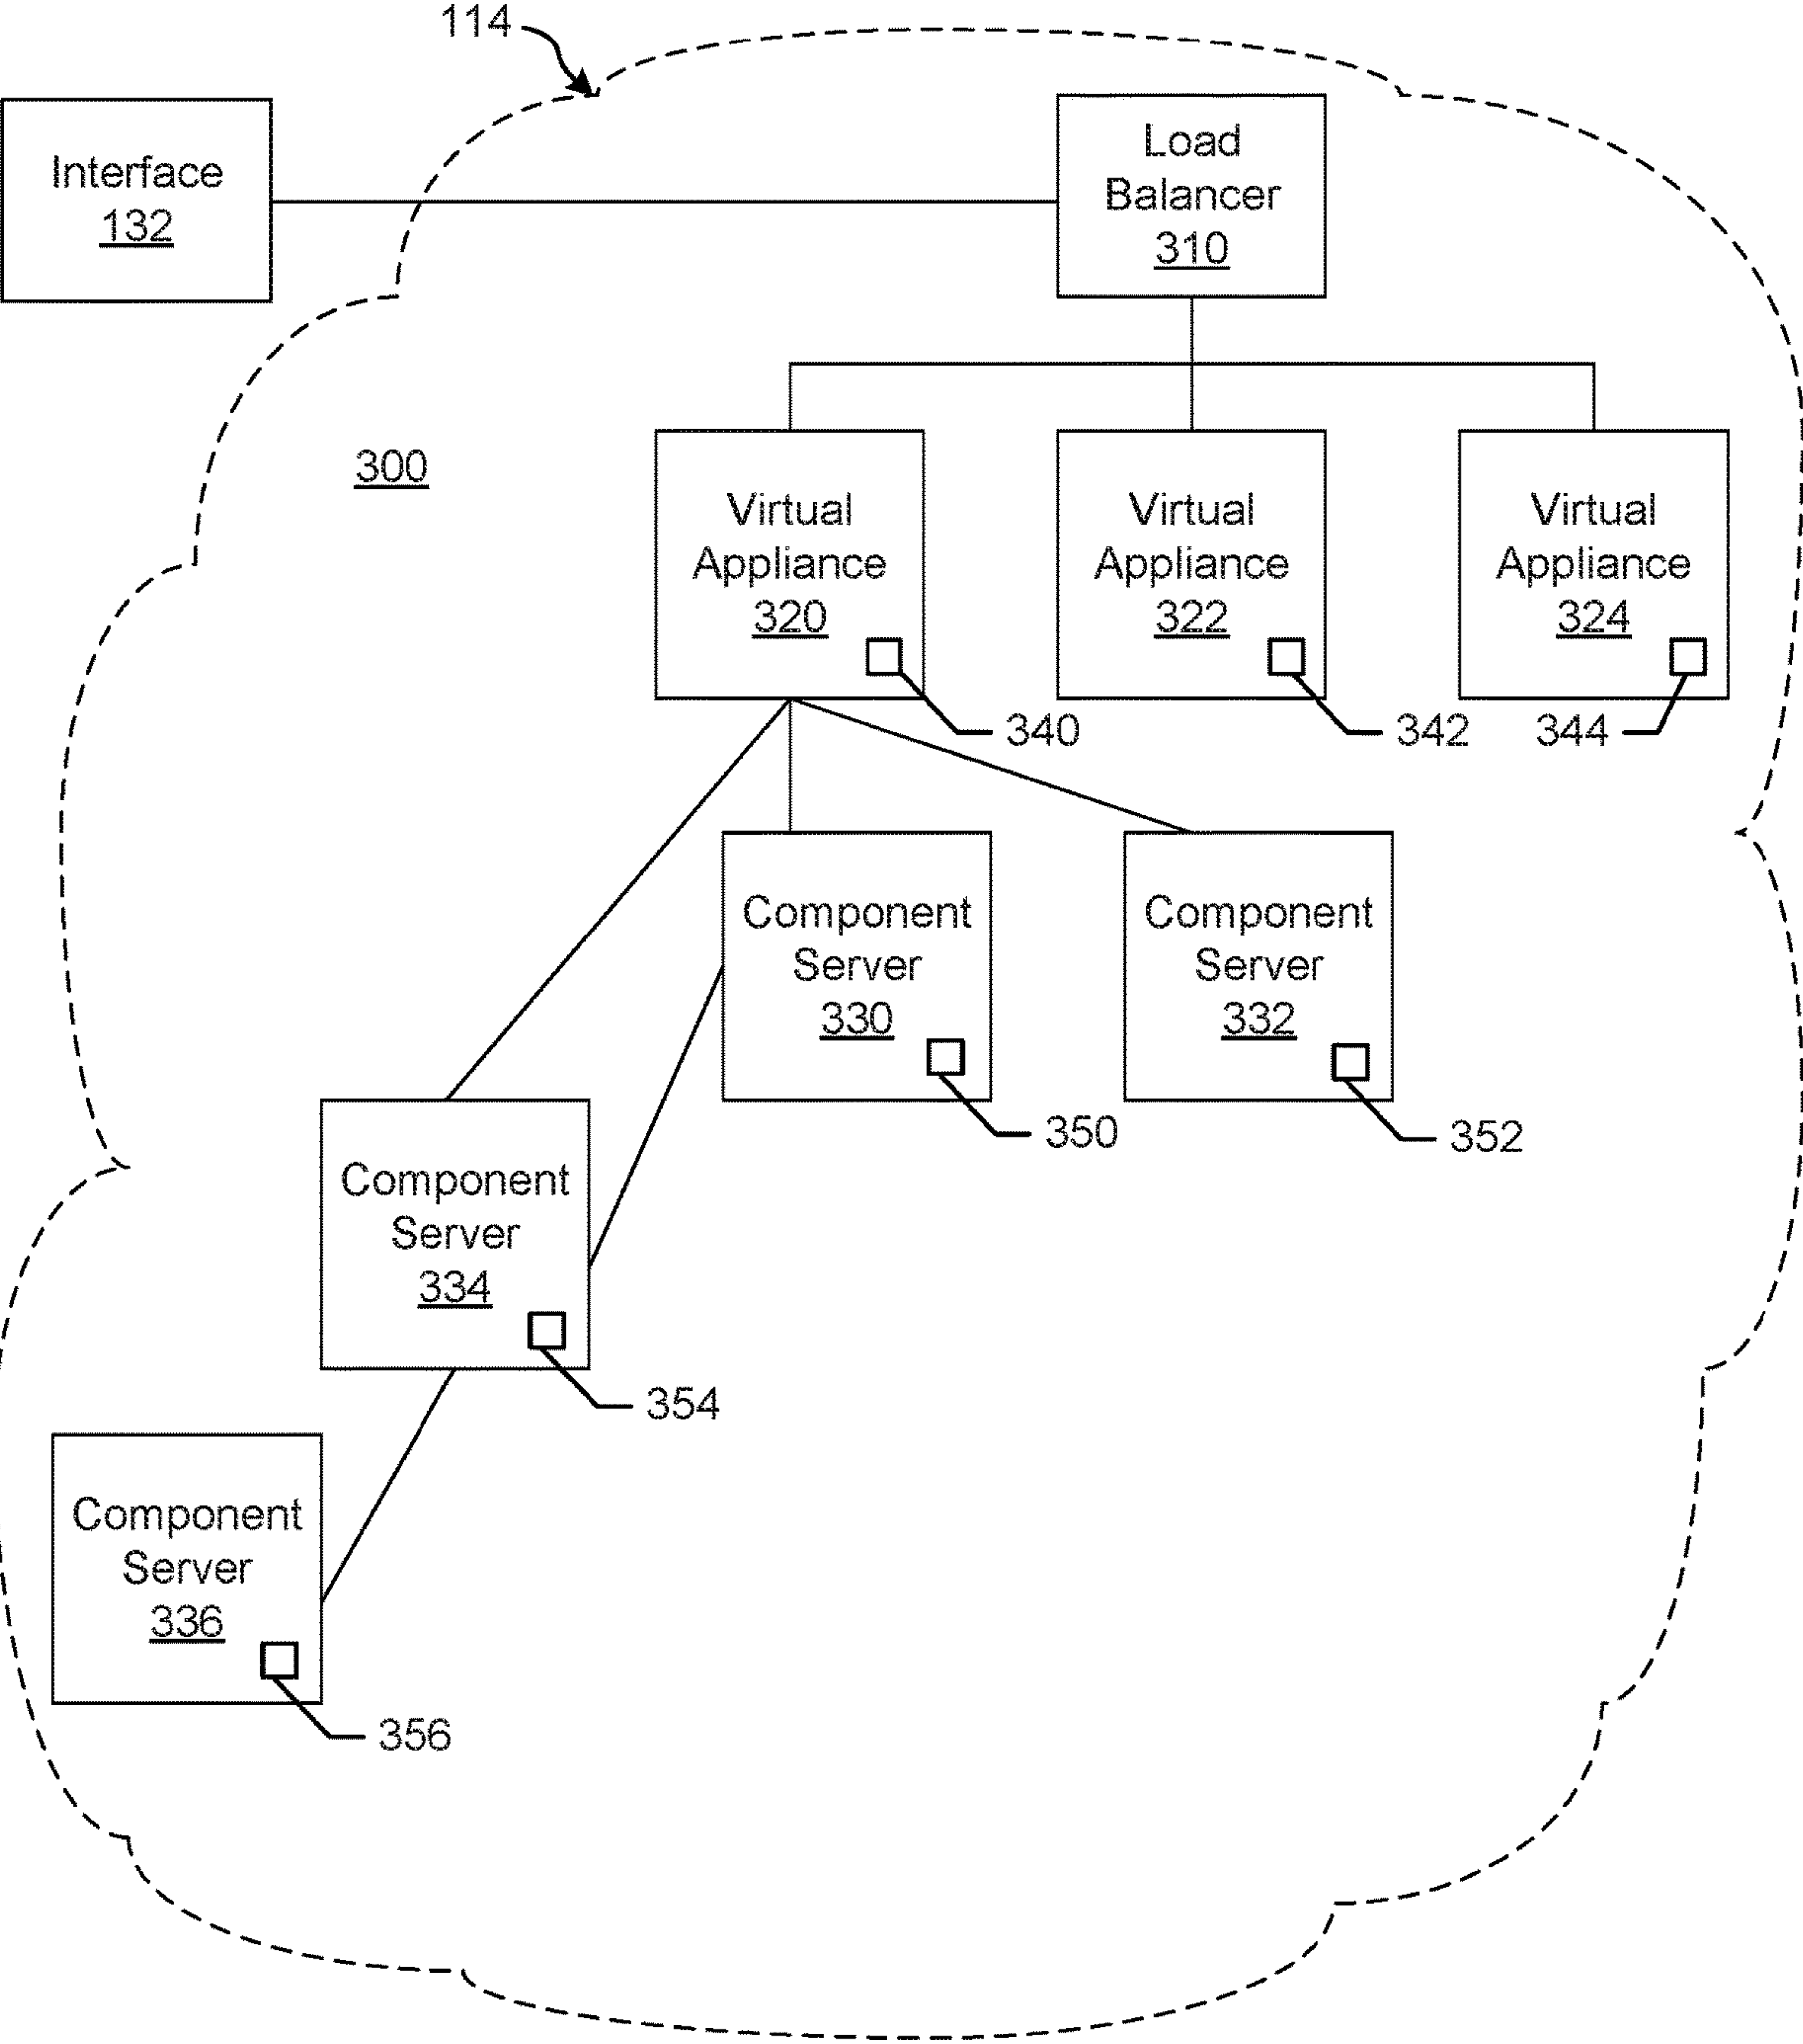 114
Interface
132
Load
Balancer
310
300
Virtual
Appliance
320
Virtual
Appliance
322
Virtual
Appliance
324
340
342
344
Component
Server
330
Component
Server
332
350
352
Component
Server
334
354
Component
Server
336
356